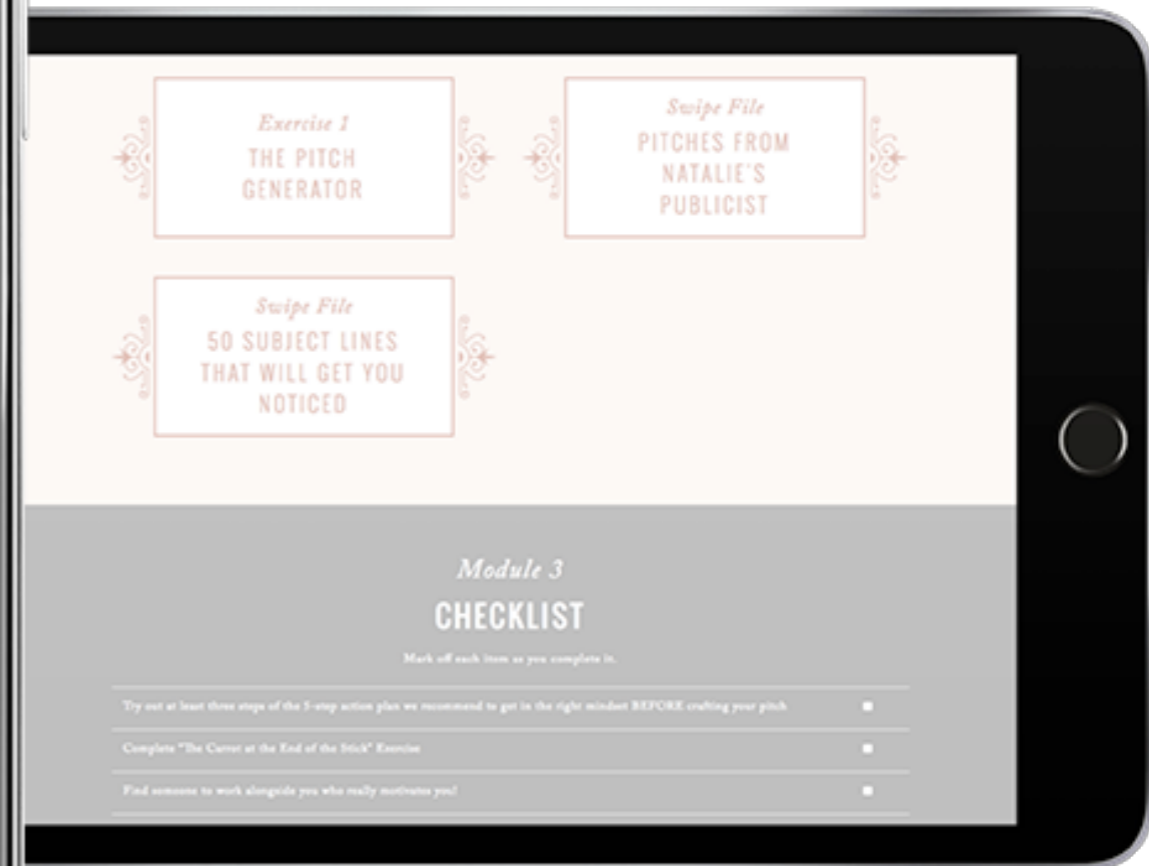 Exercise 1
THE PITCH
GENERATOR
Swipe File
PITCHES FROM
NATALIE'S
PUBLICIST
Swipe File
50 SUBJECT LINES
THAT WILL GET YOU
NOTICED
Module 3
CHECKLIST
Mark off each item as you complete it.
Try out at least three steps of the 5-step action plan we recommend to get in the right mindset BEFORE crafting your pitch
Complete "The Carrot at the End of the Stick" Exercise
Find someone to work alongside you who really motivates you!